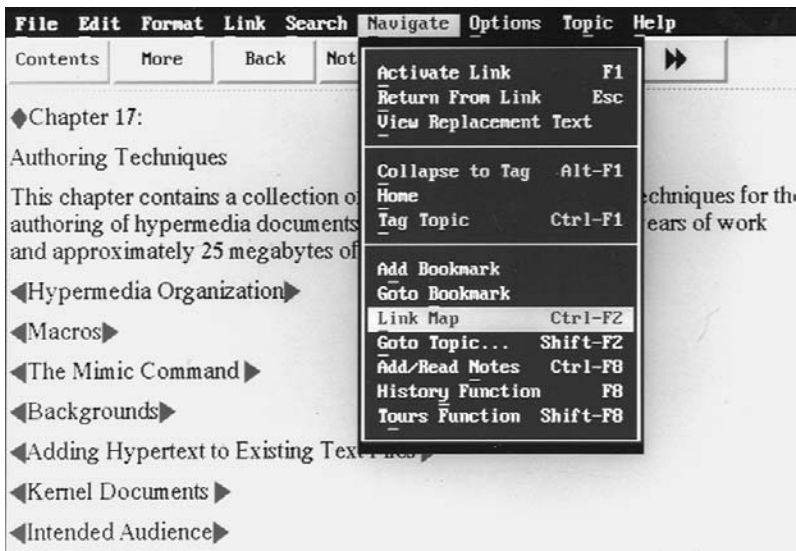 File Edit Format Link Search Navigate Options Topic Help
Contents More Back Not
Activate Link F1
Return From Link Esc
View Replacement Text
Collapse to Tag Alt-F1
Home
Tag Topic Ctrl-F1
Add Bookmark
Goto Bookmark
Link Map Ctrl-F2
Goto Topic... Shift-F2
Add/Read Notes Ctrl-F8
History Function F8
Tours Function Shift-F8
Chapter 17:
Authoring Techniques
This chapter contains a collection of chniques for the
authoring of hypermedia documents ears of work
and approximately 25 megabytes of
Hypermedia Organization
Macros
The Mimic Command
Backgrounds
Adding Hypertext to Existing Text Files
Kernel Documents
Intended Audience